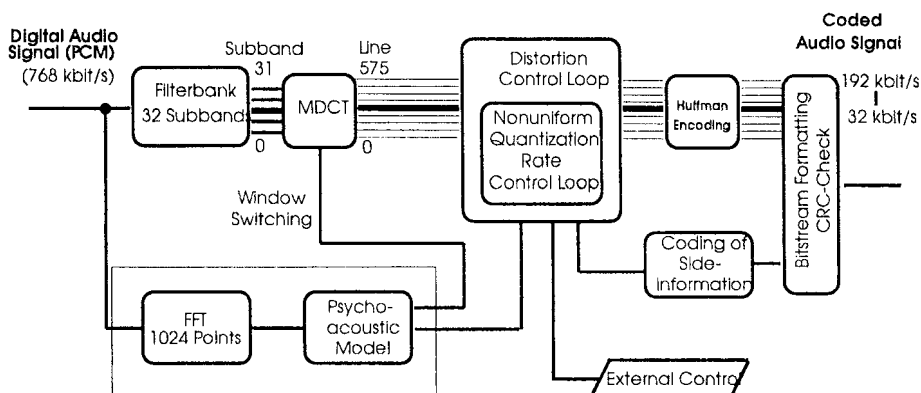 Digital Audio
Signal (PCM)
(768 kbit/s)
Filterbank
32 Subbands
Subband
31
0
MDCT
Line
575
0
Window
Switching
Distortion
Control Loop
Nonuniform
Quantization
Rate
Control Loop
Huffman
Encoding
Bitstream Formatting
CRC-Check
Coded
Audio Signal
192 kbit/s
32 kbit/s
Coding of
Side-
information
FFT
1024 Points
Psycho-
acoustic
Model
External Control